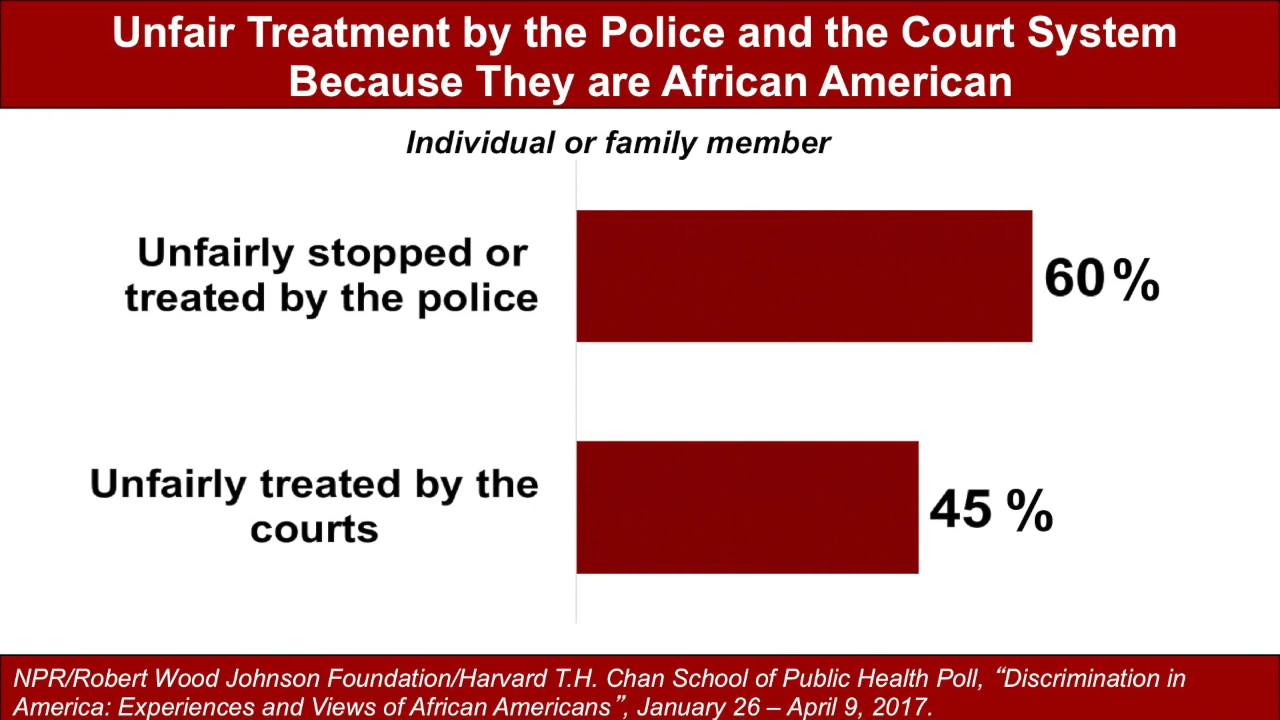 Unfair Treatment by the Police and the Court System
Because They are African American
Individual or family member
Unfairly stopped or
treated by the police
60%
Unfairly treated by the
courts
45 %
NPR/Robert Wood Johnson Foundation/Harvard T.H. Chan School of Public Health Poll, “Discrimination in
America: Experiences and Views of African Americans”, January 26 – April 9, 2017.